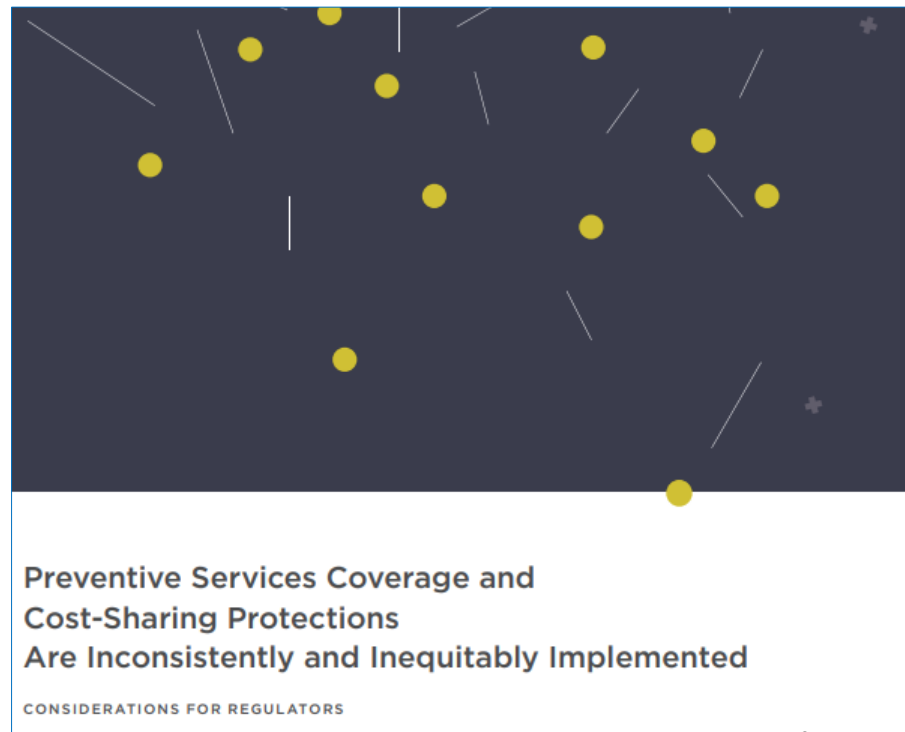 Preventive Services Coverage and
Cost-Sharing Protections
Are Inconsistently and Inequitably Implemented
CONSIDERATIONS FOR REGULATORS